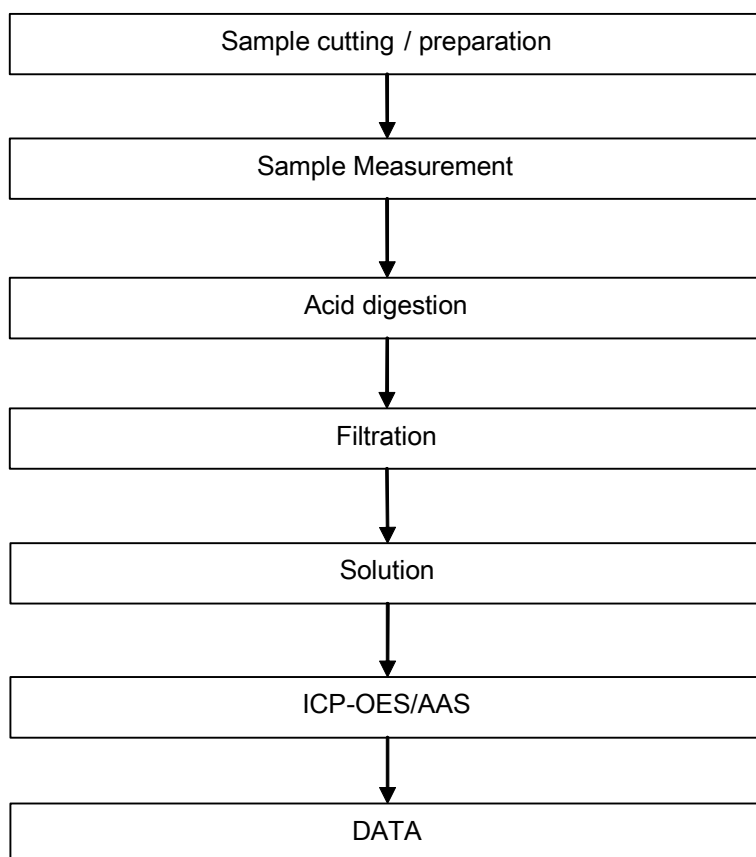 Sample cutting / preparation
Sample Measurement
Acid digestion
Filtration
Solution
ICP-OES/AAS
DATA